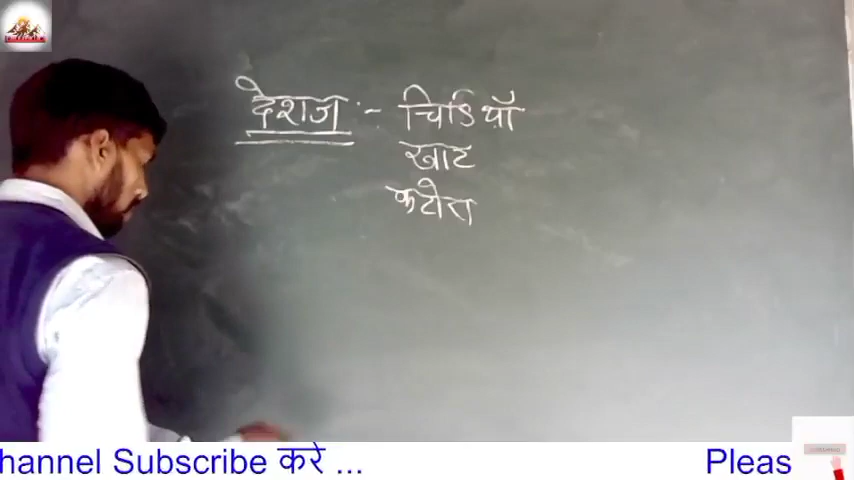 देशज :- चिडियाँ
खाट
कटोरा
hannel Subscribe करे ... Pleas